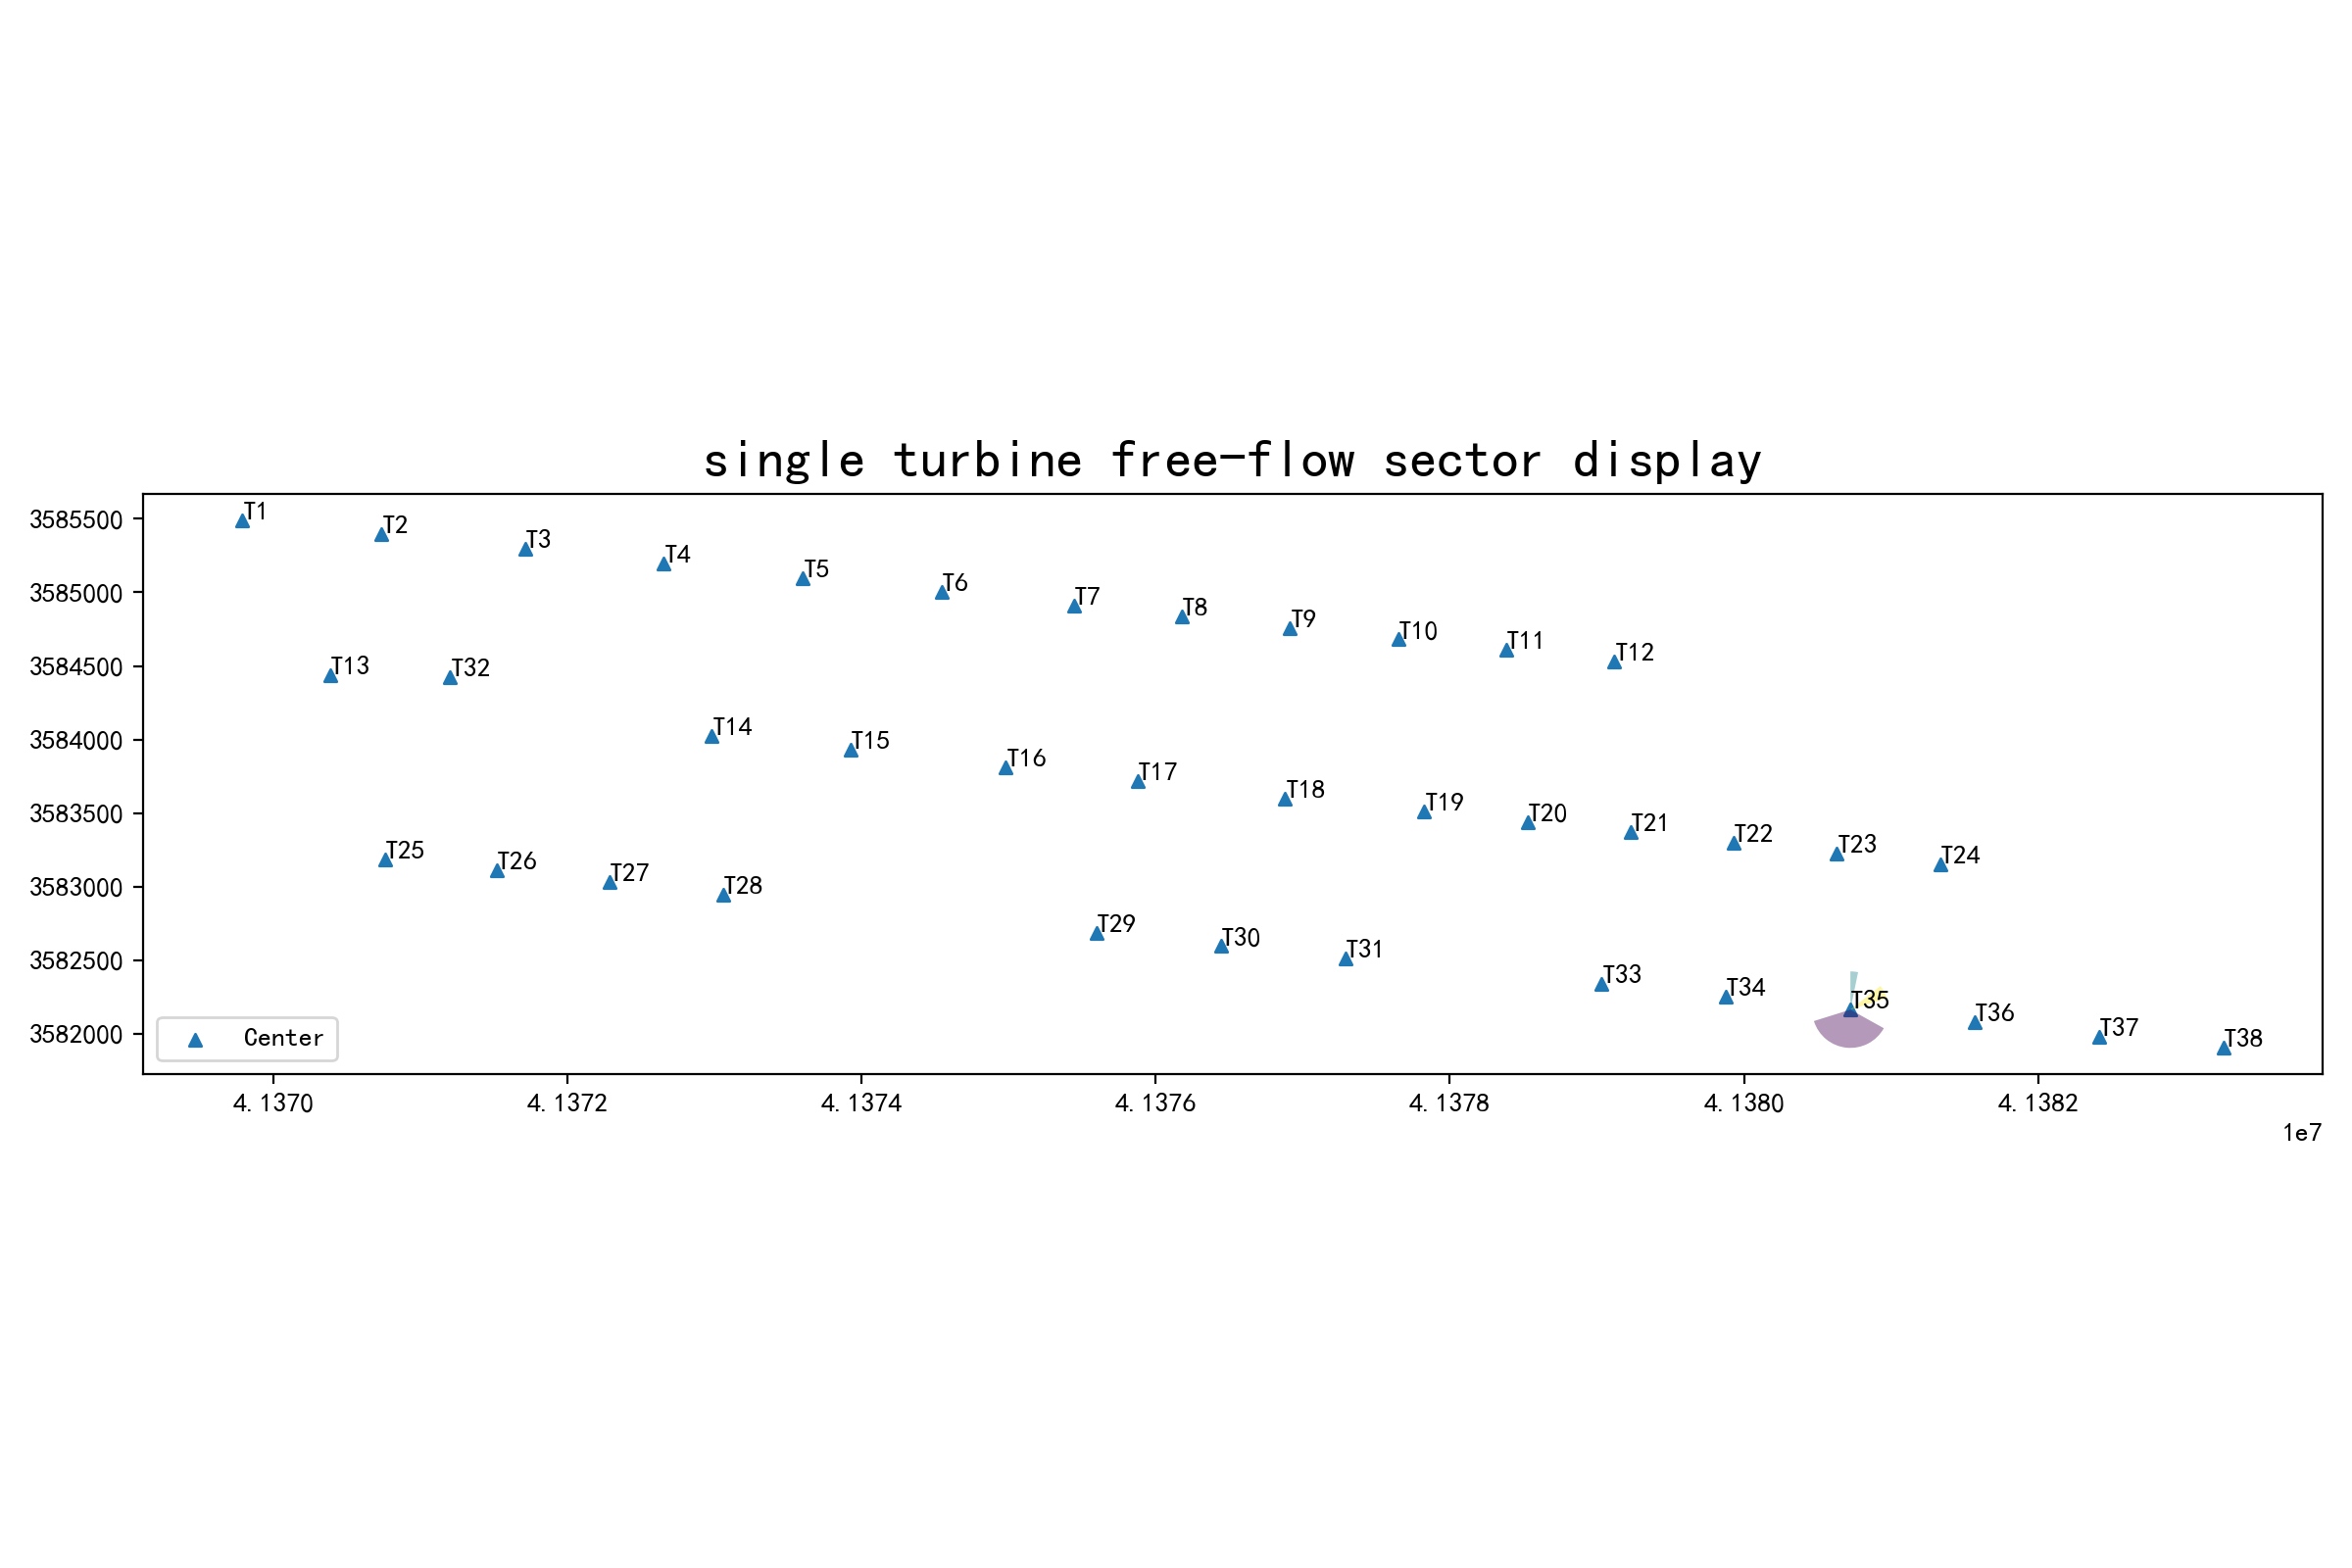 single turbine free-flow sector display
3585500
3585000
3584500
3584000
3583500
3583000
3582500
3582000
T1
T2
T3
T4
T5
T6
T7
T8
T9
T10
T11
T12
T13
T32
T14
T15
T16
T17
T18
T19
T20
T21
T22
T23
T24
T25
T26
T27
T28
T29
T30
T31
T33
T34
T35
T36
T37
T38
Center
4.1370 4.1372 4.1374 4.1376 4.1378 4.1380 4.1382
1e7